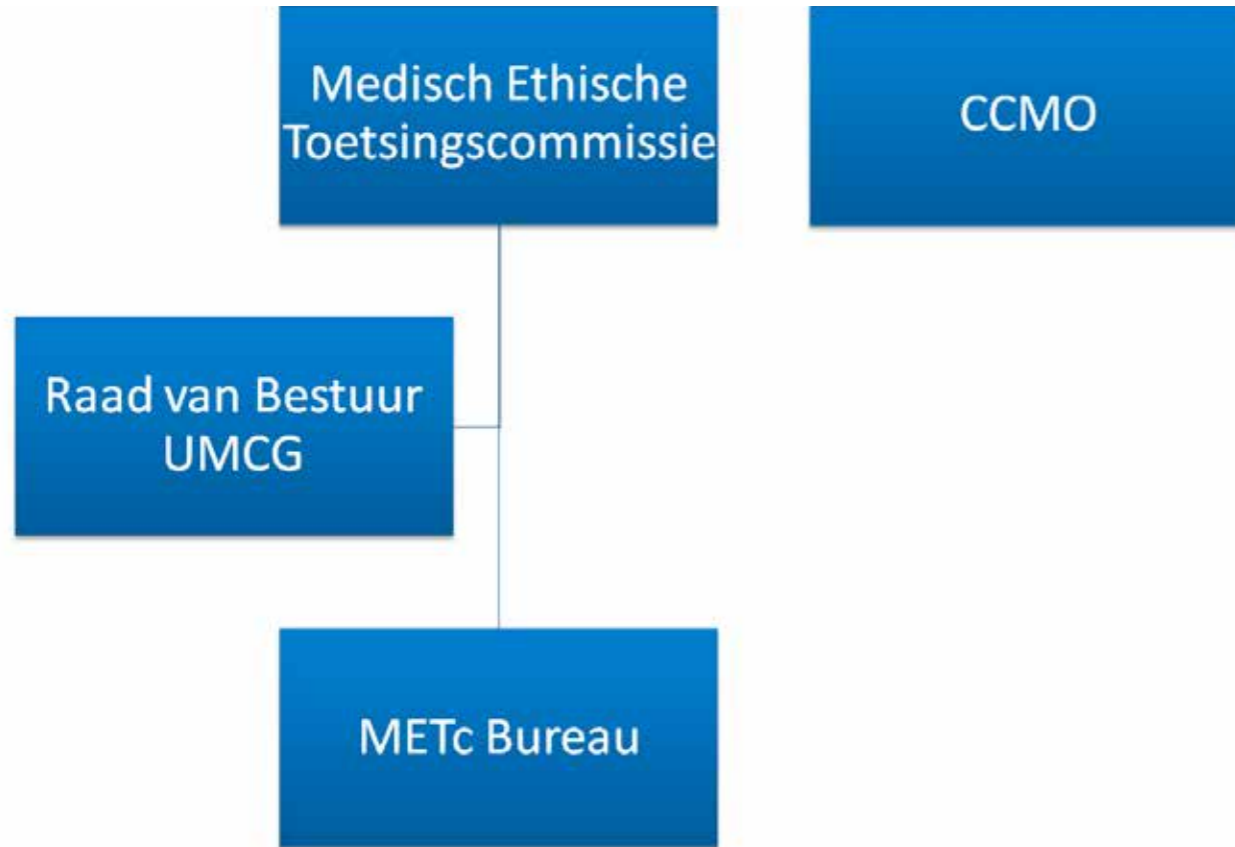 Medisch Ethische
Toetsingscommissie
CCMO
Raad van Bestuur
UMCG
METc Bureau